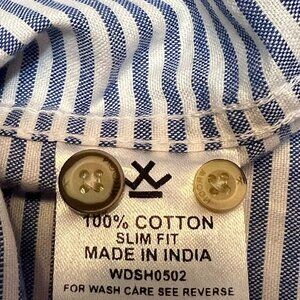 100% COTTON
SLIM FIT
MADE IN INDIA
WDSH0502
FOR WASH CARE SEE REVERSE